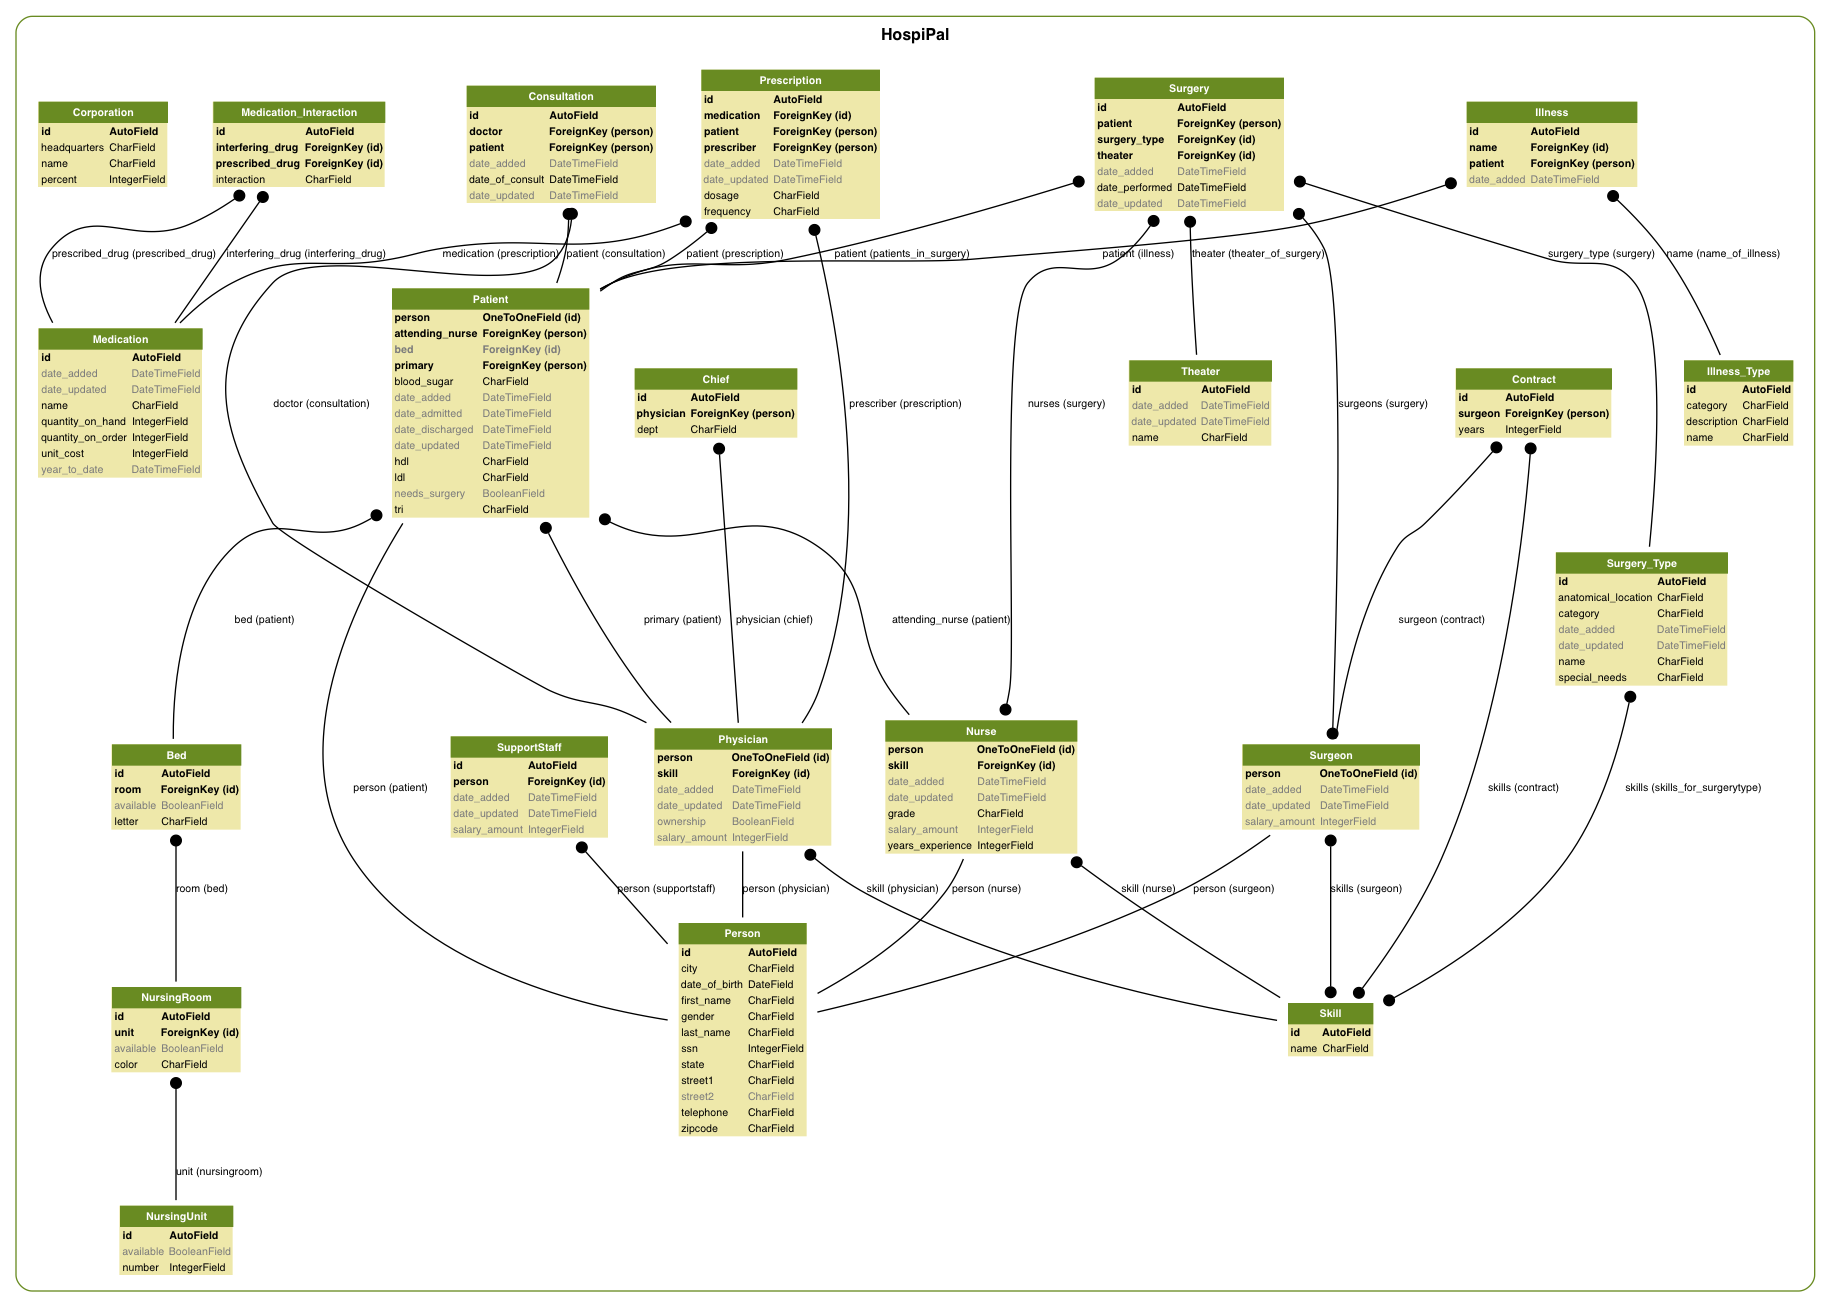 HospiPal
Corporation
id AutoField
headquarters CharField
name CharField
percent IntegerField
Medication_Interaction
id AutoField
interfering_drug ForeignKey (id)
prescribed_drug ForeignKey (id)
interaction CharField
Consultation
id AutoField
doctor ForeignKey (person)
patient ForeignKey (person)
date_added DateTimeField
date_of_consult DateTimeField
date_updated DateTimeField
Prescription
id AutoField
medication ForeignKey (id)
patient ForeignKey (person)
prescriber ForeignKey (person)
date_added DateTimeField
date_updated DateTimeField
dosage CharField
frequency CharField
Surgery
id AutoField
patient ForeignKey (person)
surgery_type ForeignKey (id)
theater ForeignKey (id)
date_added DateTimeField
date_performed DateTimeField
date_updated DateTimeField
Illness
id AutoField
name ForeignKey (id)
patient ForeignKey (person)
date_added DateTimeField
prescribed_drug (prescribed_drug)
interfering_drug (interfering_drug)
medication (prescription)
patient (consultation)
patient (prescription)
patient (patients_in_surgery)
patient (illness)
theater (theater_of_surgery)
surgery_type (surgery)
name (name_of_illness)
Medication
id AutoField
date_added DateTimeField
date_updated DateTimeField
name CharField
quantity_on_hand IntegerField
quantity_on_order IntegerField
unit_cost IntegerField
year_to_date DateTimeField
Patient
person OneToOneField (id)
attending_nurse ForeignKey (person)
bed ForeignKey (id)
primary ForeignKey (person)
blood_sugar CharField
date_added DateTimeField
date_admitted DateTimeField
date_discharged DateTimeField
date_updated DateTimeField
hdl CharField
ldl CharField
needs_surgery BooleanField
tri CharField
Chief
id AutoField
physician ForeignKey (person)
dept CharField
Theater
id AutoField
date_added DateTimeField
date_updated DateTimeField
name CharField
Contract
id AutoField
surgeon ForeignKey (person)
years IntegerField
Illness_Type
id AutoField
category CharField
description CharField
name CharField
doctor (consultation)
prescriber (prescription)
nurses (surgery)
surgeons (surgery)
Surgery_Type
id AutoField
anatomical_location CharField
category CharField
date_added DateTimeField
date_updated DateTimeField
name CharField
special_needs CharField
bed (patient)
primary (patient)
physician (chief)
attending_nurse (patient)
surgeon (contract)
Bed
id AutoField
room ForeignKey (id)
available BooleanField
letter CharField
person (patient)
SupportStaff
id AutoField
person ForeignKey (id)
date_added DateTimeField
date_updated DateTimeField
salary_amount IntegerField
Physician
person OneToOneField (id)
skill ForeignKey (id)
date_added DateTimeField
date_updated DateTimeField
ownership BooleanField
salary_amount IntegerField
Nurse
person OneToOneField (id)
skill ForeignKey (id)
date_added DateTimeField
date_updated DateTimeField
grade CharField
salary_amount IntegerField
years_experience IntegerField
Surgeon
person OneToOneField (id)
date_added DateTimeField
date_updated DateTimeField
salary_amount IntegerField
skills (contract)
skills (skills_for_surgerytype)
room (bed)
person (supportstaff)
person (physician)
skill (physician)
person (nurse)
skill (nurse)
person (surgeon)
skills (surgeon)
NursingRoom
id AutoField
unit ForeignKey (id)
available BooleanField
color CharField
Person
id AutoField
city CharField
date_of_birth DateField
first_name CharField
gender CharField
last_name CharField
ssn IntegerField
state CharField
street1 CharField
street2 CharField
telephone CharField
zipcode CharField
Skill
id AutoField
name CharField
unit (nursingroom)
NursingUnit
id AutoField
available BooleanField
number IntegerField